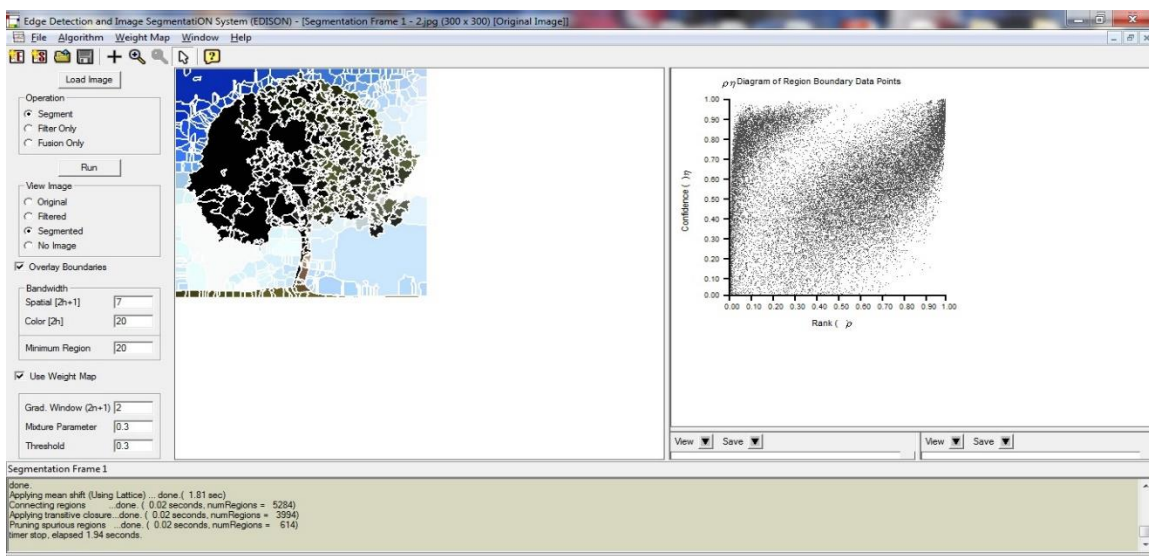 Edge Detection and Image SegmentatiON System (EDISON) - [Segmentation Frame 1 - 2.jpg (300 x 300) [Original Image]]
File Algorithm Weight Map Window Help
Load Image
Operation
Segment
Filter Only
Fusion Only
Run
View Image
Original
Filtered
Segmented
No Image
Overlay Boundaries
Bandwidth
Spatial [2h+1] 7
Color [2h] 20
Minimum Region 20
Use Weight Map
Grad. Window (2n+1) 2
Mixture Parameter 0.3
Threshold 0.3
ρη Diagram of Region Boundary Data Points
1.00
0.90
0.80
0.70
0.60
0.50
0.40
0.30
0.20
0.10
0.00
Confidence ( )η
0.00 0.10 0.20 0.30 0.40 0.50 0.60 0.70 0.80 0.90 1.00
Rank ( ρ
View Save View Save
Segmentation Frame 1
done.
Applying mean shift (Using Lattice) ... done.( 1.81 sec)
Connecting regions ...done. ( 0.02 seconds, numRegions = 5284)
Applying transitive closure...done. ( 0.02 seconds, numRegions = 3994)
Pruning spurious regions ...done. ( 0.02 seconds, numRegions = 614)
timer stop, elapsed 1.94 seconds.